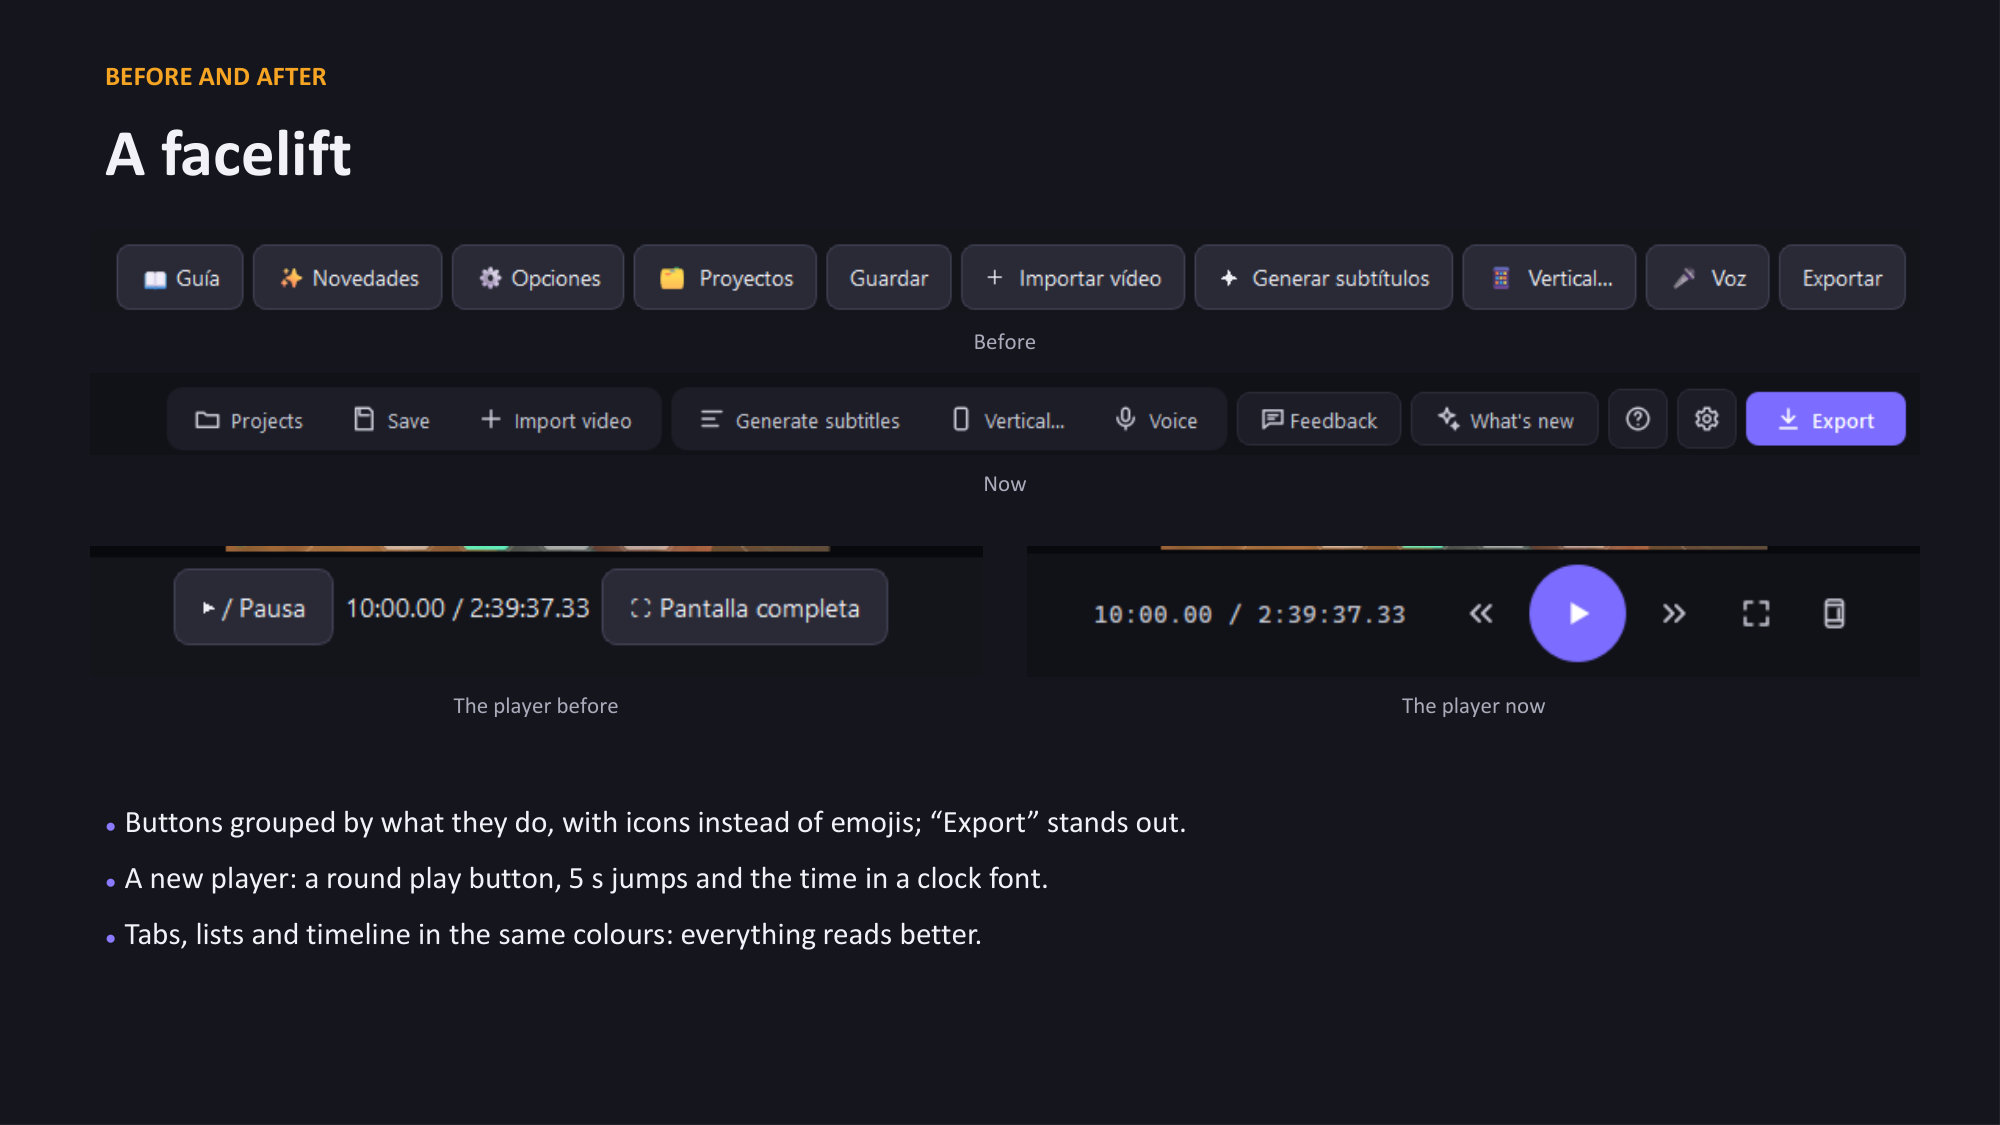 BEFORE AND AFTER
A facelift
Guía Novedades Opciones Proyectos Guardar + Importar vídeo Generar subtítulos Vertical... Voz Exportar
Before
Projects Save + Import video Generate subtitles Vertical... Voice Feedback What's new Export
Now
/ Pausa 10:00.00 / 2:39:37.33 Pantalla completa
The player before
10:00.00 / 2:39:37.33
The player now
• Buttons grouped by what they do, with icons instead of emojis; “Export” stands out.
• A new player: a round play button, 5 s jumps and the time in a clock font.
• Tabs, lists and timeline in the same colours: everything reads better.